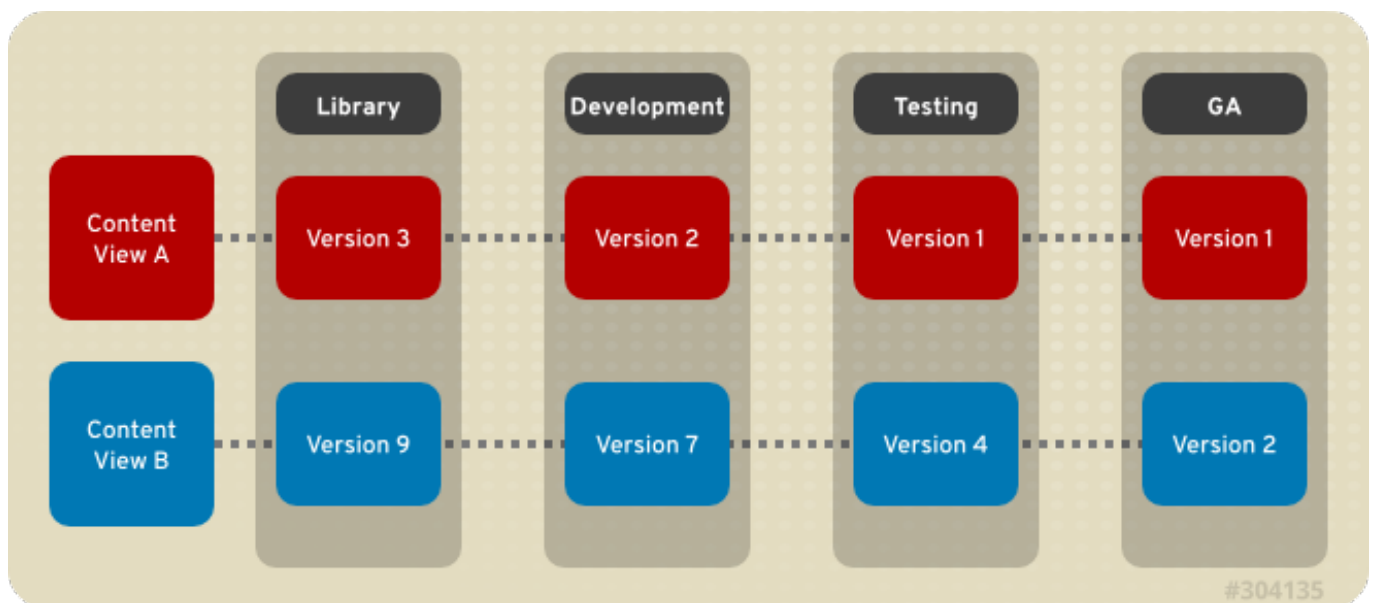 Library
Development
Testing
GA
Content
View A
Version 3
Version 2
Version 1
Version 1
Content
View B
Version 9
Version 7
Version 4
Version 2
#304135